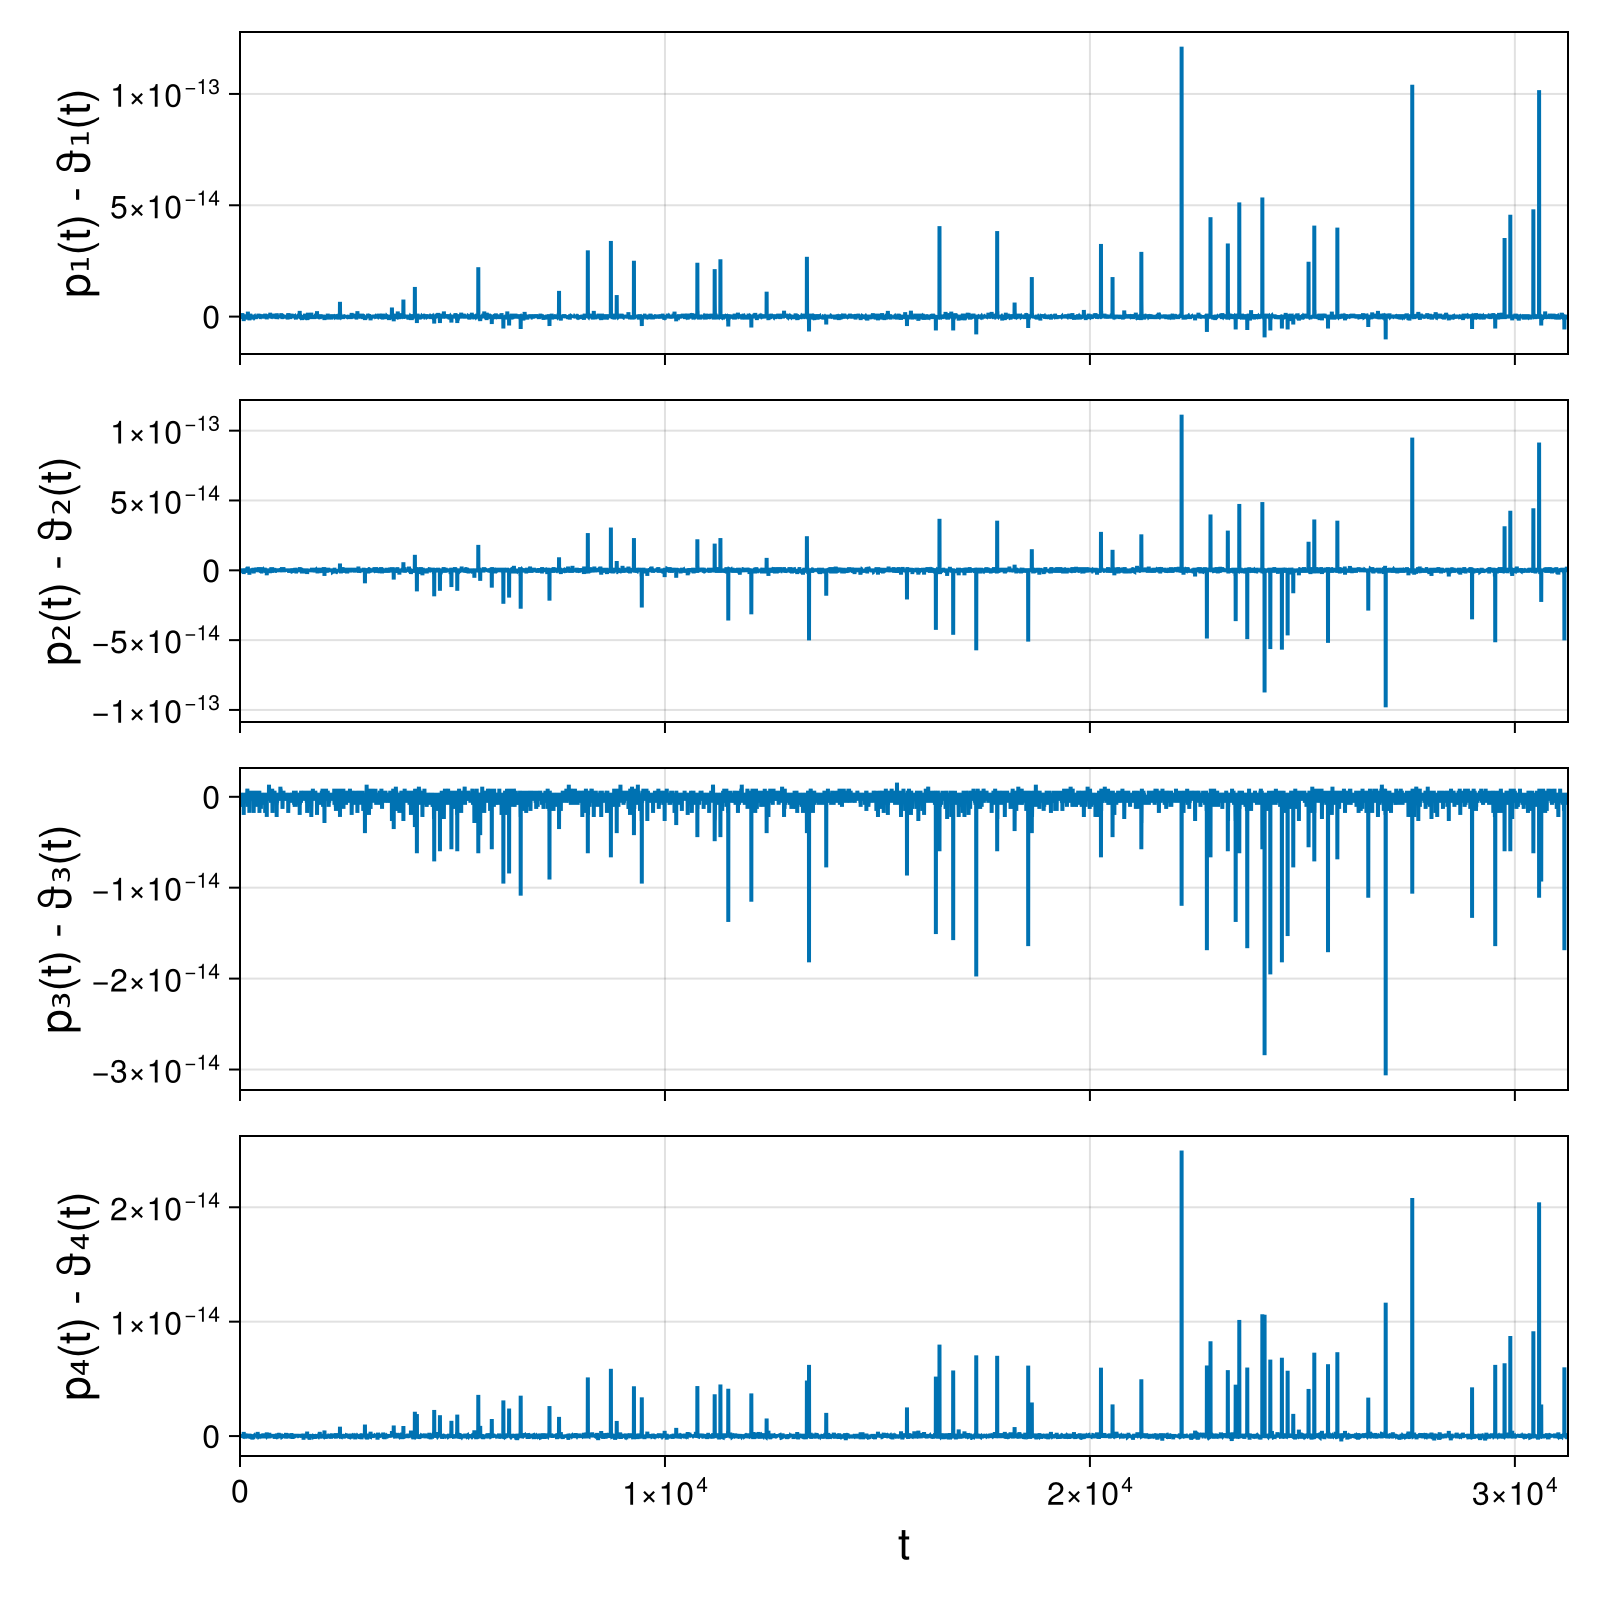 p₁(t) - ϑ₁(t)
1×10⁻¹³
5×10⁻¹⁴
0
p₂(t) - ϑ₂(t)
1×10⁻¹³
5×10⁻¹⁴
0
−5×10⁻¹⁴
−1×10⁻¹³
p₃(t) - ϑ₃(t)
0
−1×10⁻¹⁴
−2×10⁻¹⁴
−3×10⁻¹⁴
p₄(t) - ϑ₄(t)
2×10⁻¹⁴
1×10⁻¹⁴
0
0 1×10⁴ 2×10⁴ 3×10⁴
t